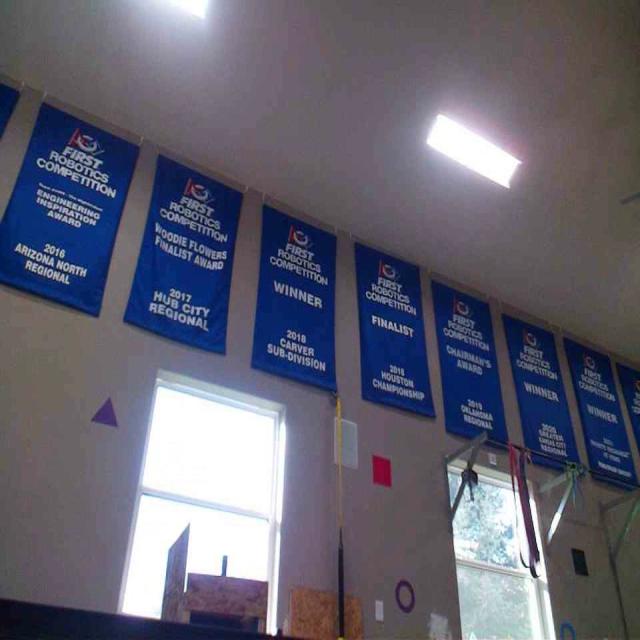 FIRST
ROBOTICS
COMPETITION
ENGINEERING
INSPIRATION
AWARD
2016
ARIZONA NORTH
REGIONAL
FIRST
ROBOTICS
COMPETITION
WOODIE FLOWERS
FINALIST AWARD
2017
HUB CITY
REGIONAL
FIRST
ROBOTICS
COMPETITION
WINNER
2018
CARVER
SUB-DIVISION
FIRST
ROBOTICS
COMPETITION
FINALIST
2018
HOUSTON
CHAMPIONSHIP
FIRST
ROBOTICS
COMPETITION
CHAIRMAN'S
AWARD
2019
OKLAHOMA
REGIONAL
FIRST
ROBOTICS
COMPETITION
WINNER
2020
GREATER
KANSAS CITY
REGIONAL
FIRST
ROBOTICS
COMPETITION
WINNER